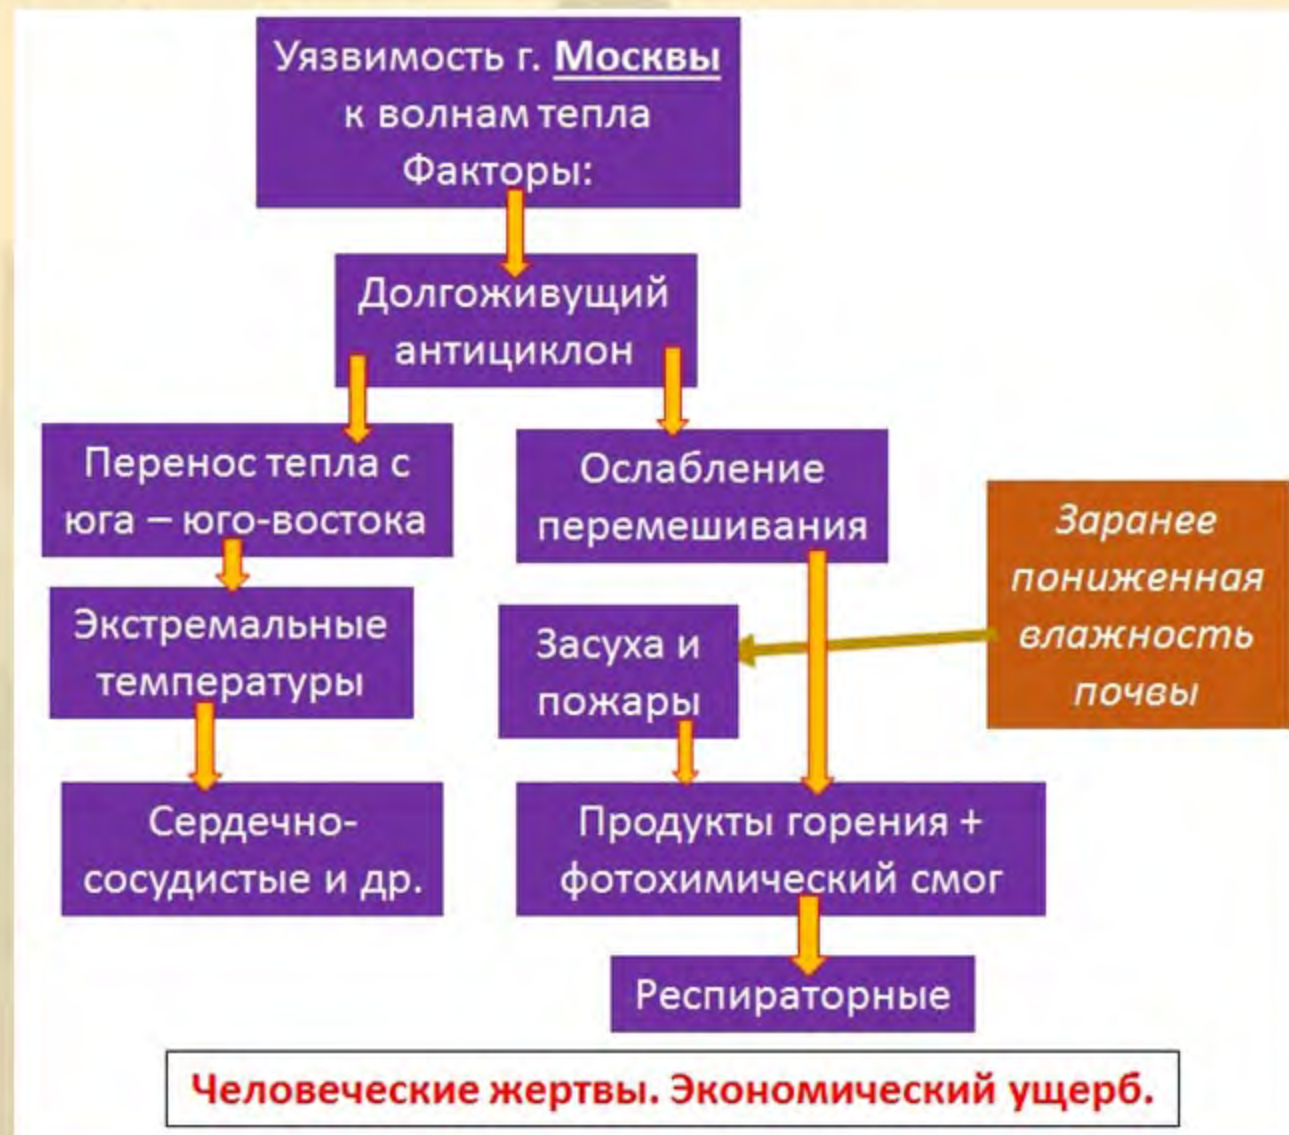 Уязвимость г. Москвы
к волнам тепла
Факторы:
Долгоживущий
антициклон
Перенос тепла с
юга – юго-востока
Ослабление
перемешивания
Заранее
пониженная
влажность
почвы
Экстремальные
температуры
Засуха и
пожары
Сердечно-
сосудистые и др.
Продукты горения +
фотохимический смог
Респираторные
Человеческие жертвы. Экономический ущерб.